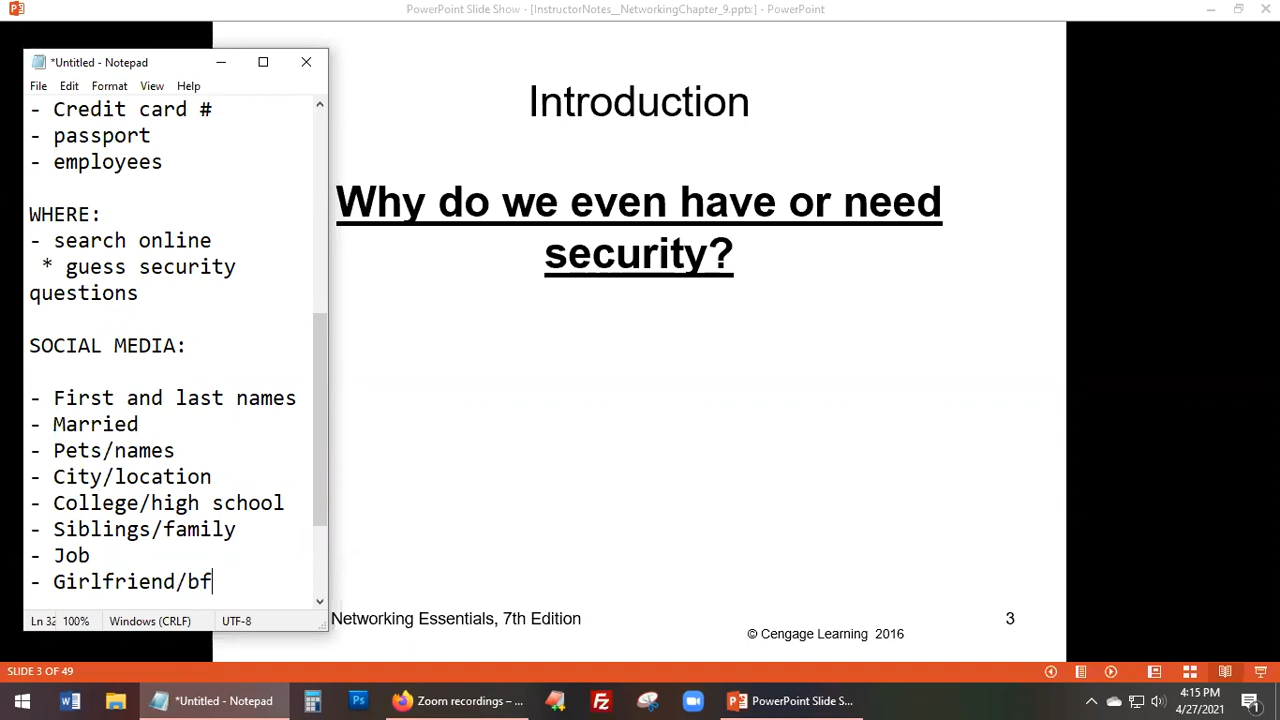 PowerPoint Slide Show - [InstructorNotes__NetworkingChapter_9.pptx] - PowerPoint
*Untitled - Notepad
File Edit Format View Help
- Credit card #
- passport
- employees
WHERE:
- search online
* guess security
questions
SOCIAL MEDIA:
- First and last names
- Married
- Pets/names
- City/location
- College/high school
- Siblings/family
- Job
- Girlfriend/bf
Ln 32 100% Windows (CRLF) UTF-8
Introduction
Why do we even have or need
security?
Networking Essentials, 7th Edition
© Cengage Learning 2016
3
SLIDE 3 OF 49
*Untitled - Notepad
Zoom recordings – ...
PowerPoint Slide S...
4:15 PM
4/27/2021